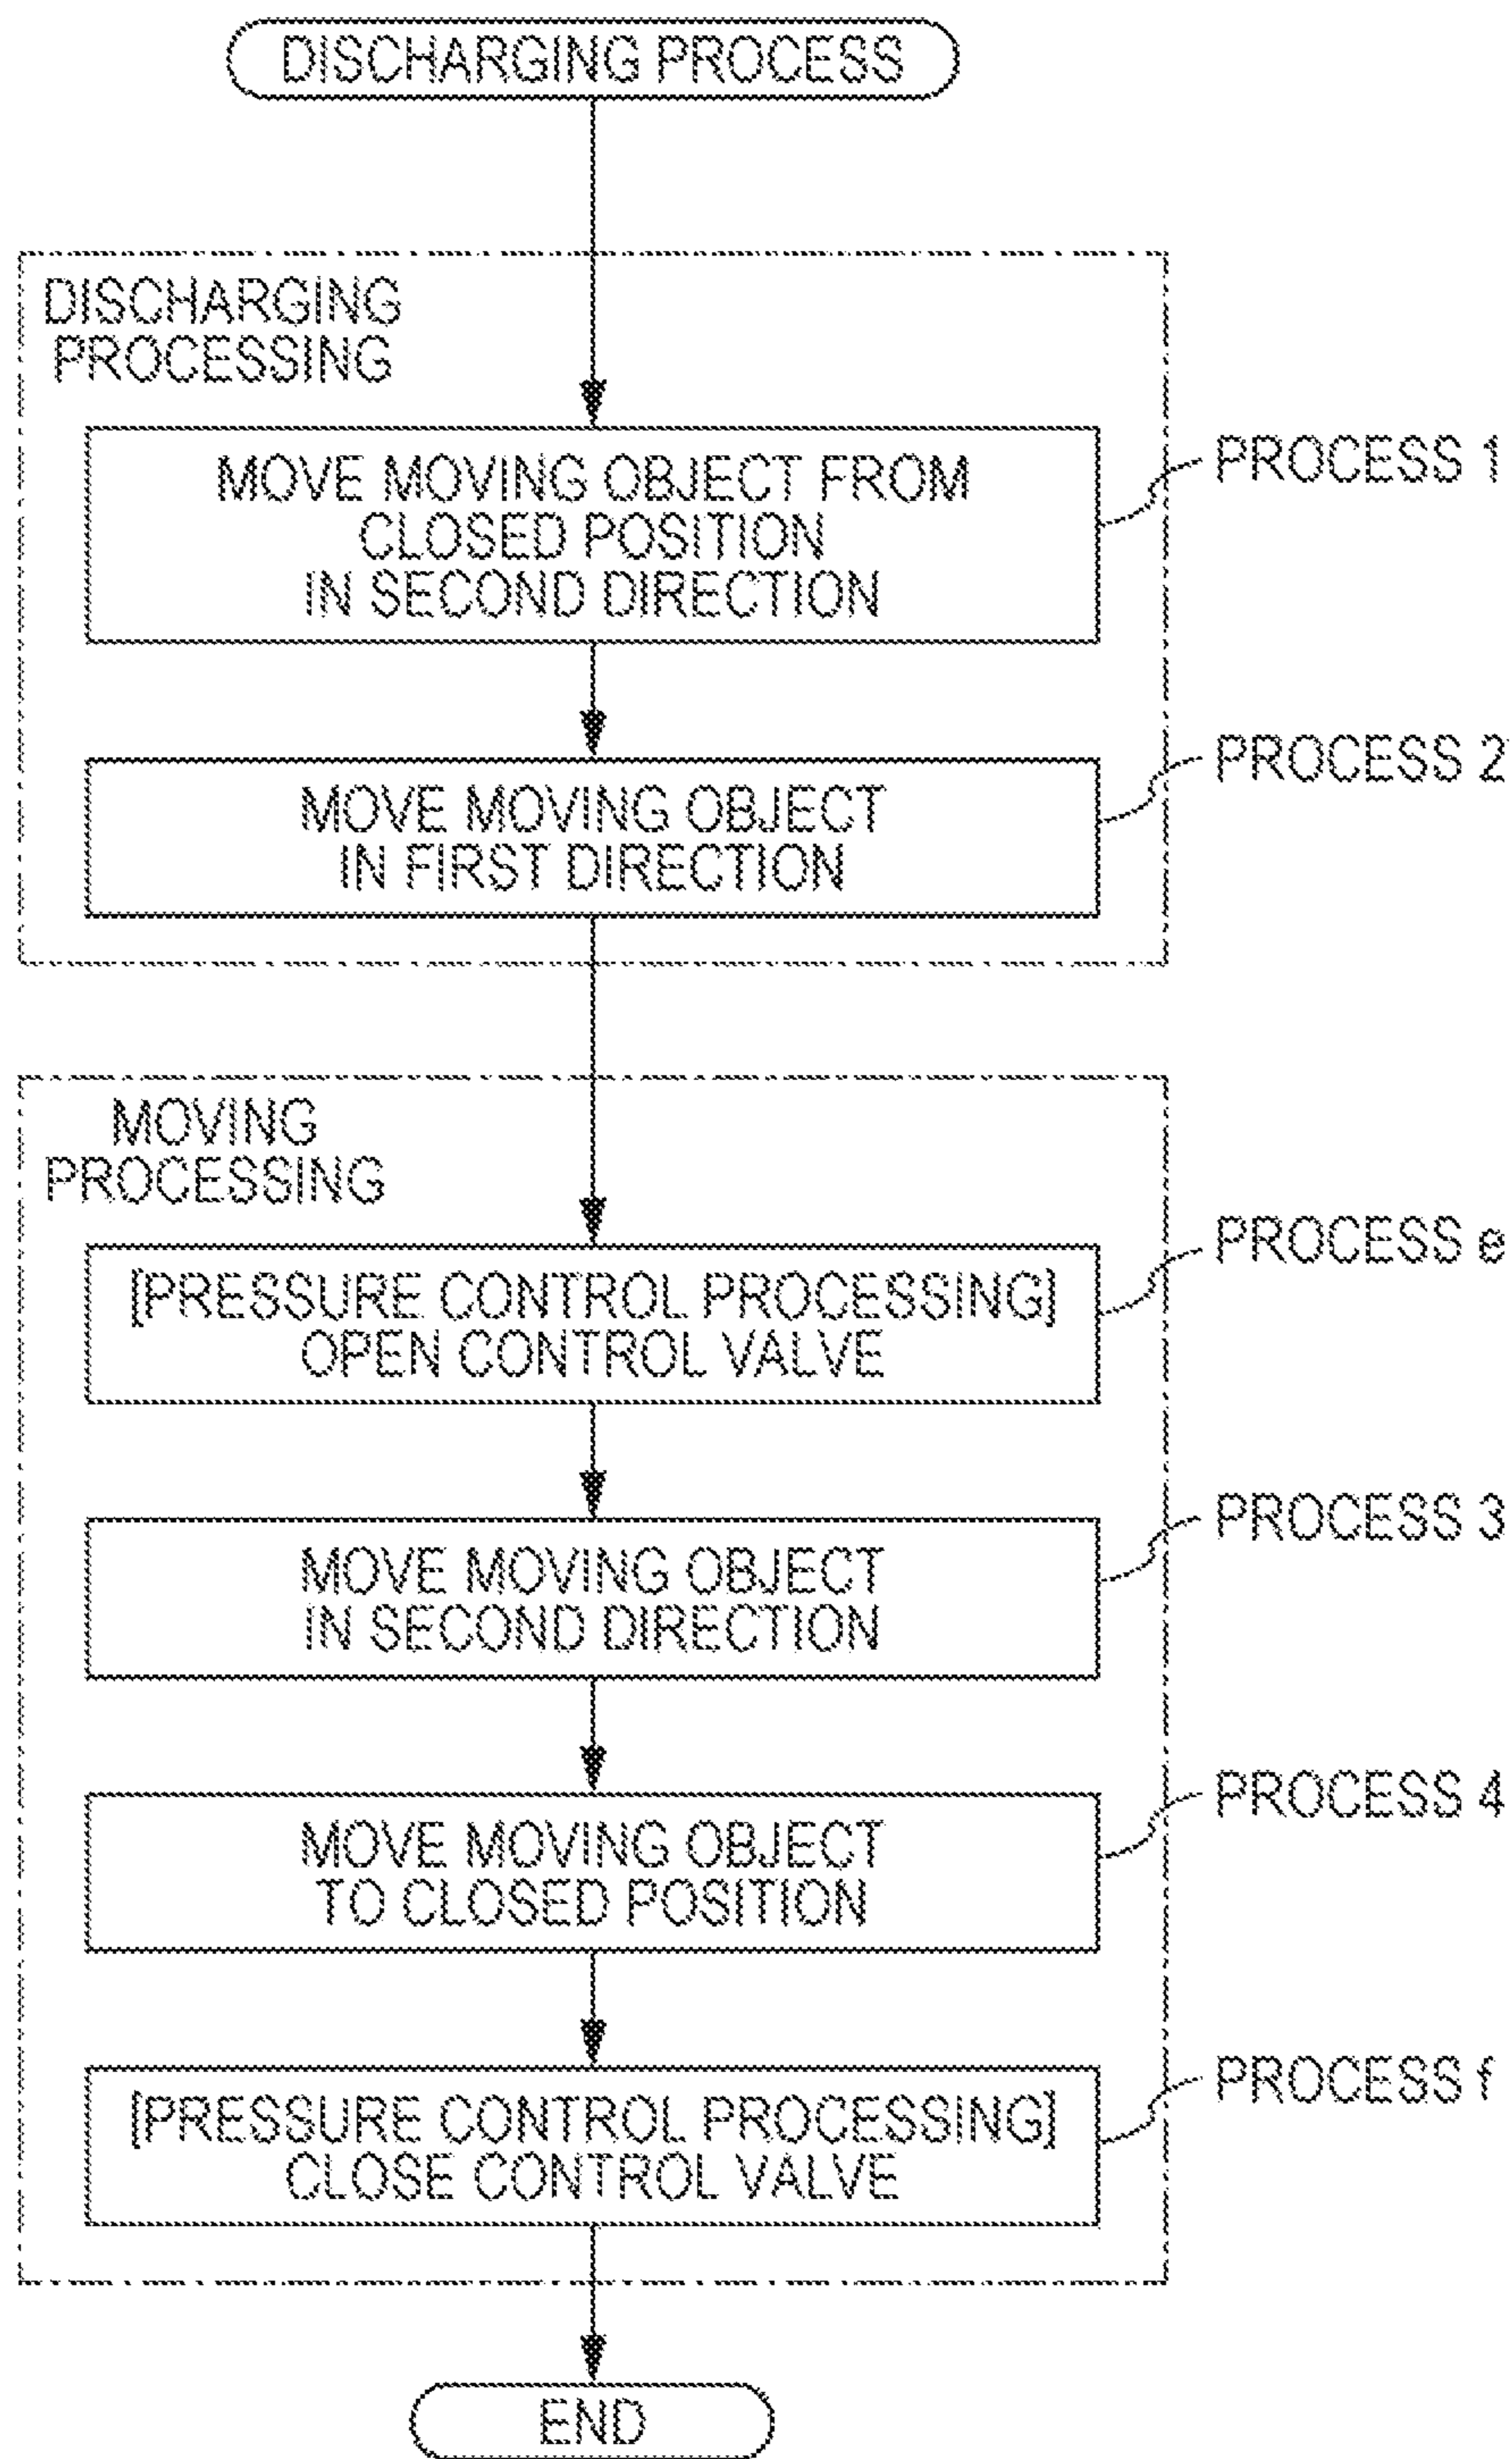 DISCHARGING PROCESS
DISCHARGING
PROCESSING
MOVE MOVING OBJECT FROM
CLOSED POSITION
IN SECOND DIRECTION
PROCESS 1
MOVE MOVING OBJECT
IN FIRST DIRECTION
PROCESS 2
MOVING
PROCESSING
[PRESSURE CONTROL PROCESSING]
OPEN CONTROL VALVE
PROCESS e
MOVE MOVING OBJECT
IN SECOND DIRECTION
PROCESS 3
MOVE MOVING OBJECT
TO CLOSED POSITION
PROCESS 4
[PRESSURE CONTROL PROCESSING]
CLOSE CONTROL VALVE
PROCESS f
END